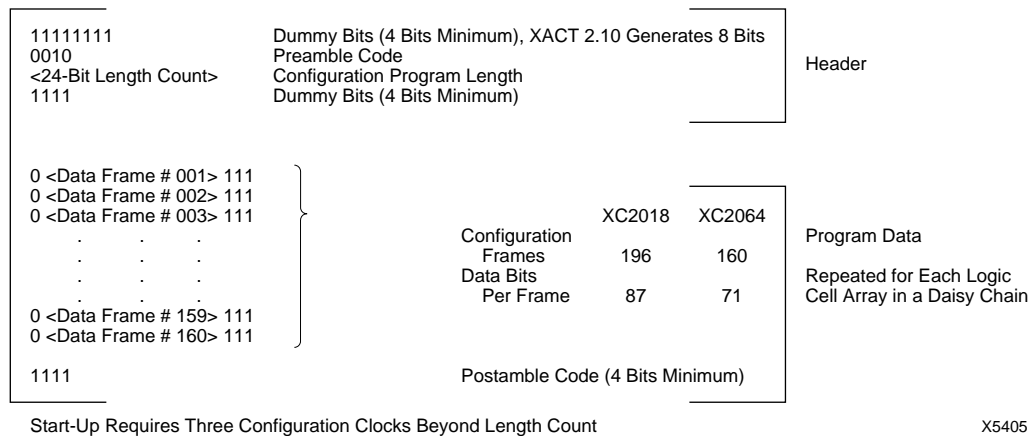 11111111 Dummy Bits (4 Bits Minimum), XACT 2.10 Generates 8 Bits
0010 Preamble Code
<24-Bit Length Count> Configuration Program Length
1111 Dummy Bits (4 Bits Minimum)
Header
0 <Data Frame # 001> 111
0 <Data Frame # 002> 111
0 <Data Frame # 003> 111
. . .
. . .
. . .
. . .
0 <Data Frame # 159> 111
0 <Data Frame # 160> 111
XC2018 XC2064
Configuration
Frames 196 160
Data Bits
Per Frame 87 71
Program Data
Repeated for Each Logic
Cell Array in a Daisy Chain
1111 Postamble Code (4 Bits Minimum)
Start-Up Requires Three Configuration Clocks Beyond Length Count
X5405